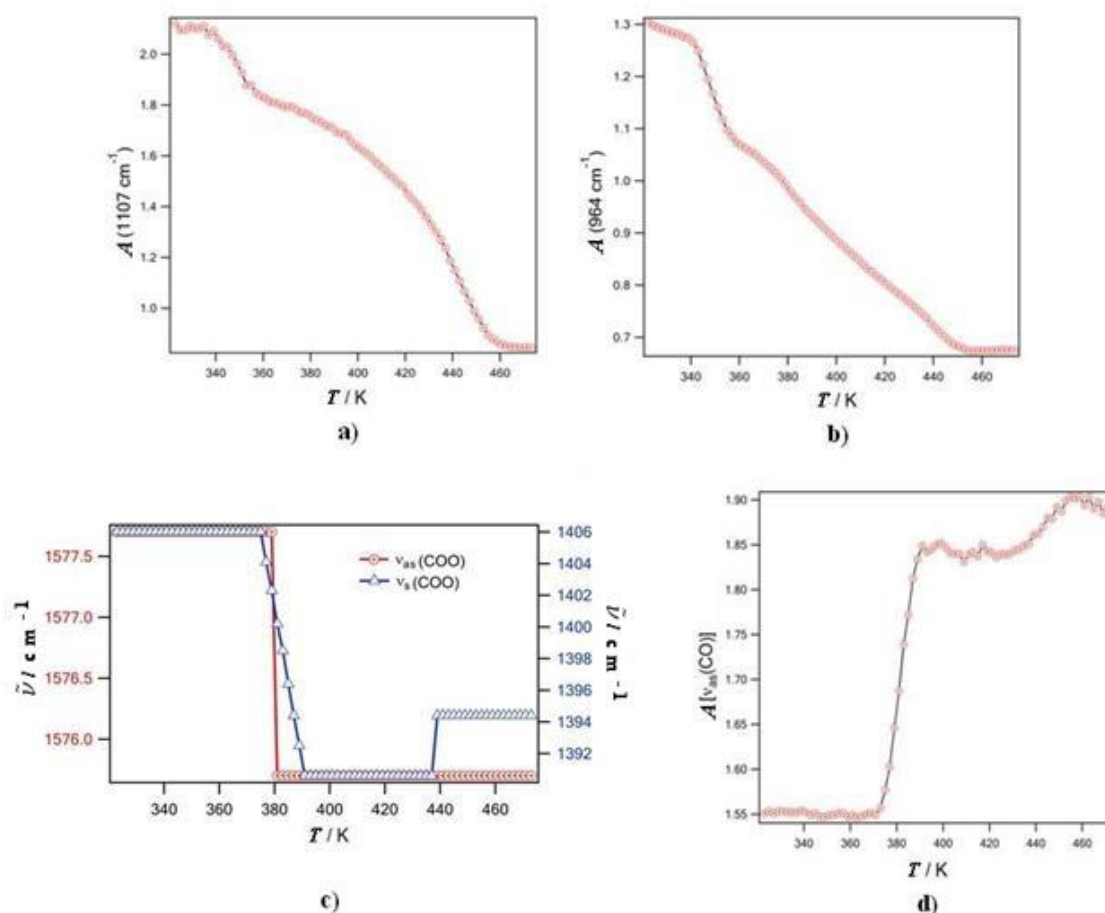 2.0
1.8
1.6
1.4
1.2
1.0
A (1107 cm⁻¹)
340 360 380 400 420 440 460
T / K
a)
1.3
1.2
1.1
1.0
0.9
0.8
0.7
A (964 cm⁻¹)
340 360 380 400 420 440 460
T / K
b)
1577.5
1577.0
1576.5
1576.0
ν̃ / c m -1
νas (COO)
νs (COO)
1406
1404
1402
1400
1398
1396
1394
1392
ν̃ / c m -1
340 360 380 400 420 440 460
T / K
c)
1.90
1.85
1.80
1.75
1.70
1.65
1.60
1.55
A [νas(CO)]
340 360 380 400 420 440 460
T / K
d)